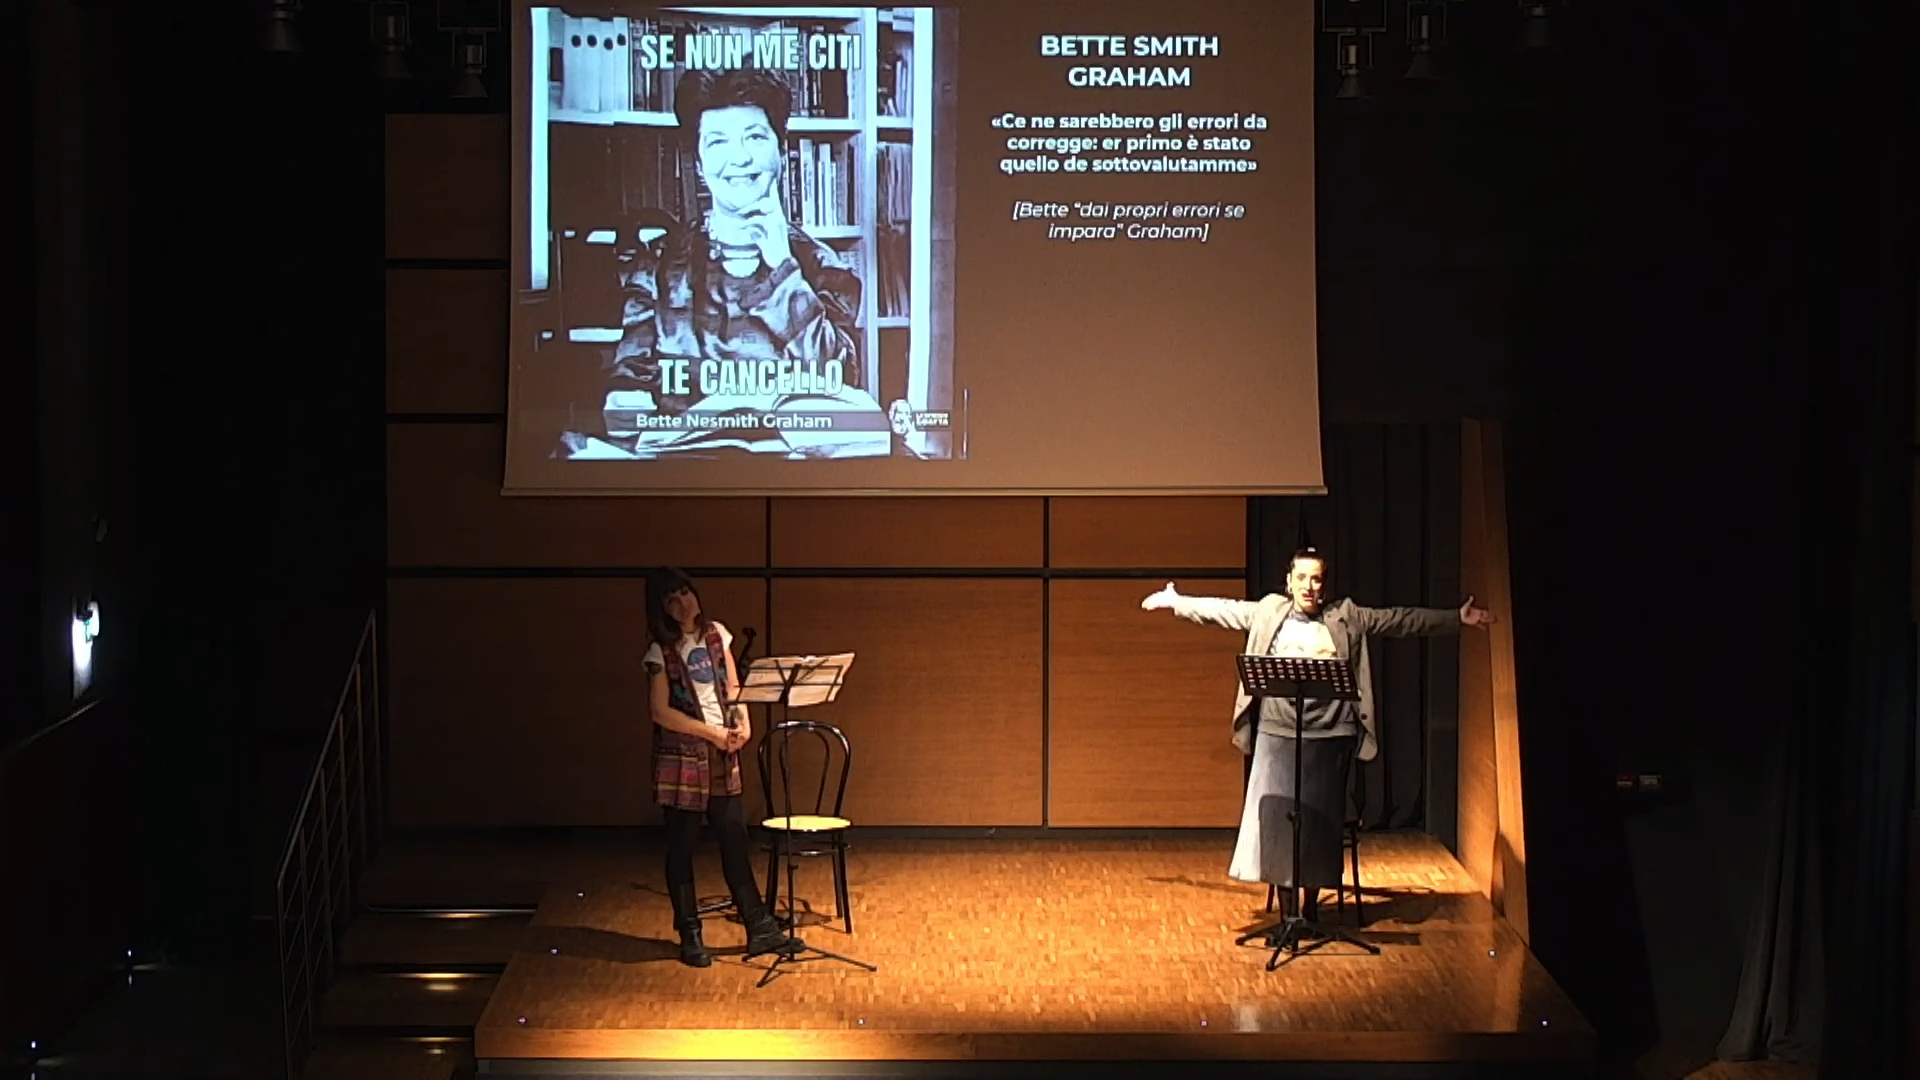 SE NUN ME CITI
TE CANCELLO
Bette Nesmith Graham
BETTE SMITH
GRAHAM
«Ce ne sarebbero gli errori da
corregge: er primo è stato
quello de sottovalutamme»
[Bette "dai propri errori se
impara" Graham]
NASA